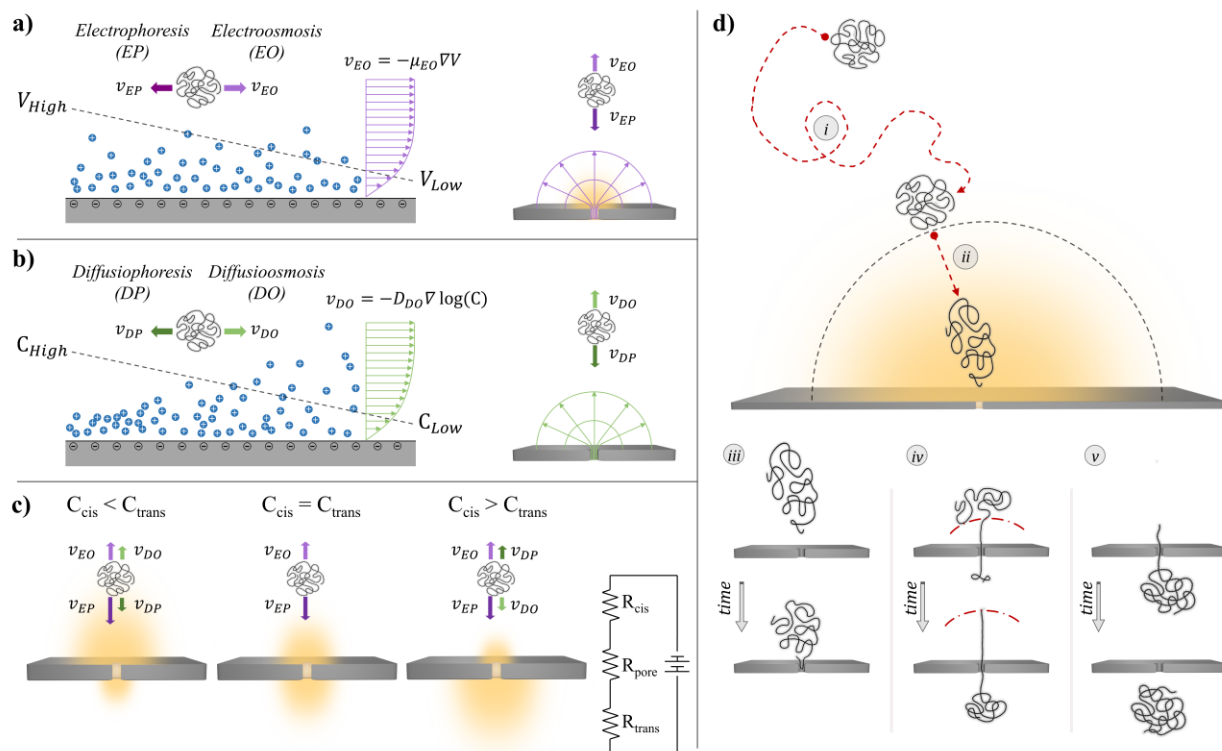 a)
Electrophoresis
(EP)
Electroosmosis
(EO)
v_EP
v_EO
v_EO = −μ_EO∇V
V_High
V_Low
v_EO
v_EP
b)
Diffusiophoresis
(DP)
Diffusioosmosis
(DO)
v_DP
v_DO
v_DO = −D_DO∇ log(C)
C_High
C_Low
v_DO
v_DP
c)
C_cis < C_trans
v_EO
v_DO
v_EP
v_DP
C_cis = C_trans
v_EO
v_EP
C_cis > C_trans
v_EO
v_DP
v_EP
v_DO
R_cis
R_pore
R_trans
d)
i
ii
iii
time
iv
time
v
time